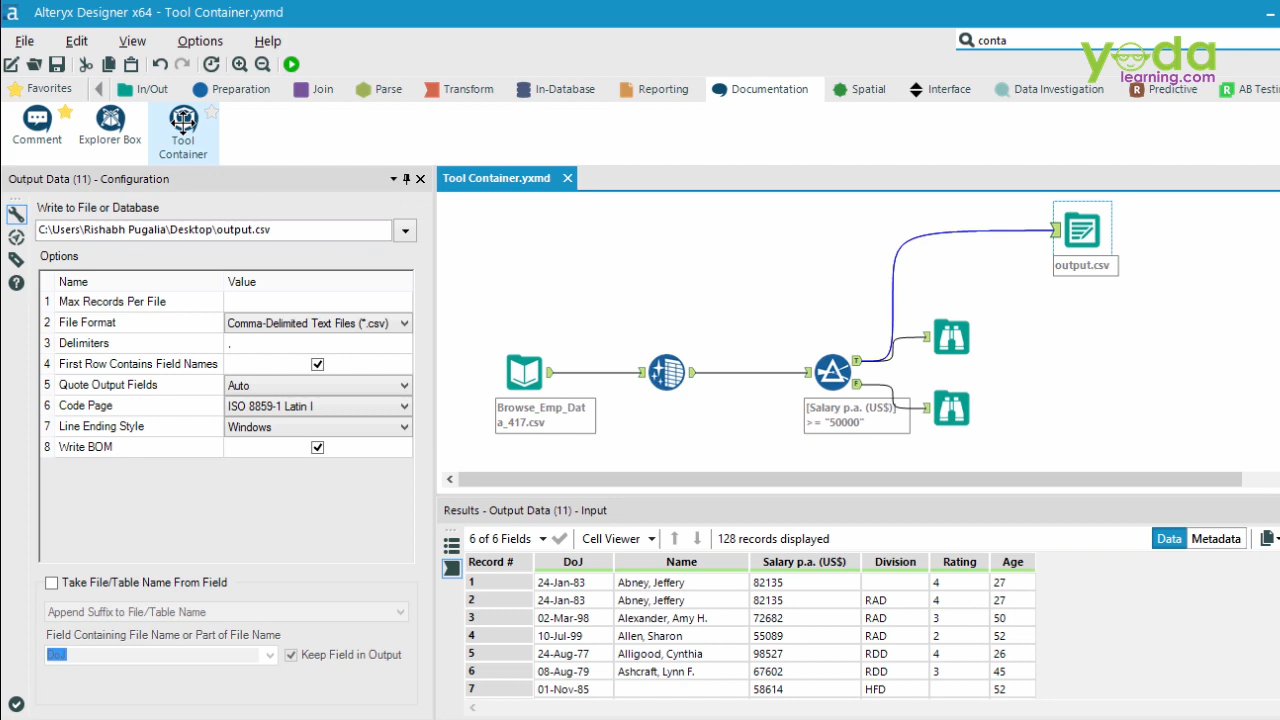 Alteryx Designer x64 - Tool Container.yxmd
File Edit View Options Help
conta
yoda
learning.com
Favorites In/Out Preparation Join Parse Transform In-Database Reporting Documentation Spatial Interface Data Investigation Predictive AB Testi
Comment Explorer Box Tool Container
Output Data (11) - Configuration
Write to File or Database
C:\Users\Rishabh Pugalia\Desktop\output.csv
Options
Name Value
1 Max Records Per File
2 File Format Comma-Delimited Text Files (*.csv)
3 Delimiters ,
4 First Row Contains Field Names
5 Quote Output Fields Auto
6 Code Page ISO 8859-1 Latin I
7 Line Ending Style Windows
8 Write BOM
Take File/Table Name From Field
Append Suffix to File/Table Name
Field Containing File Name or Part of File Name
DoJ Keep Field in Output
Tool Container.yxmd
output.csv
T
F
Browse_Emp_Dat
a_417.csv
[Salary p.a. (US$)]
>= "50000"
Results - Output Data (11) - Input
6 of 6 Fields Cell Viewer 128 records displayed Data Metadata
Record # DoJ Name Salary p.a. (US$) Division Rating Age
1 24-Jan-83 Abney, Jeffery 82135 4 27
2 24-Jan-83 Abney, Jeffery 82135 RAD 4 27
3 02-Mar-98 Alexander, Amy H. 72682 RAD 3 50
4 10-Jul-99 Allen, Sharon 55089 RAD 2 52
5 24-Aug-77 Alligood, Cynthia 98527 RDD 4 26
6 08-Aug-79 Ashcraft, Lynn F. 67602 RDD 3 45
7 01-Nov-85 58614 HFD 52